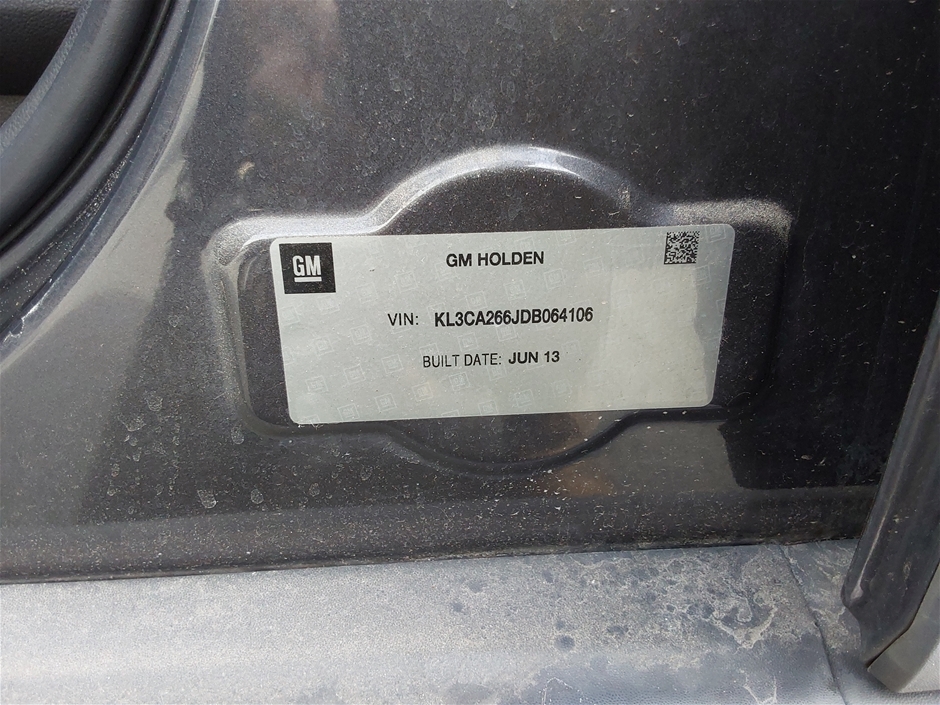 GM
GM HOLDEN
VIN: KL3CA266JDB064106
BUILT DATE: JUN 13